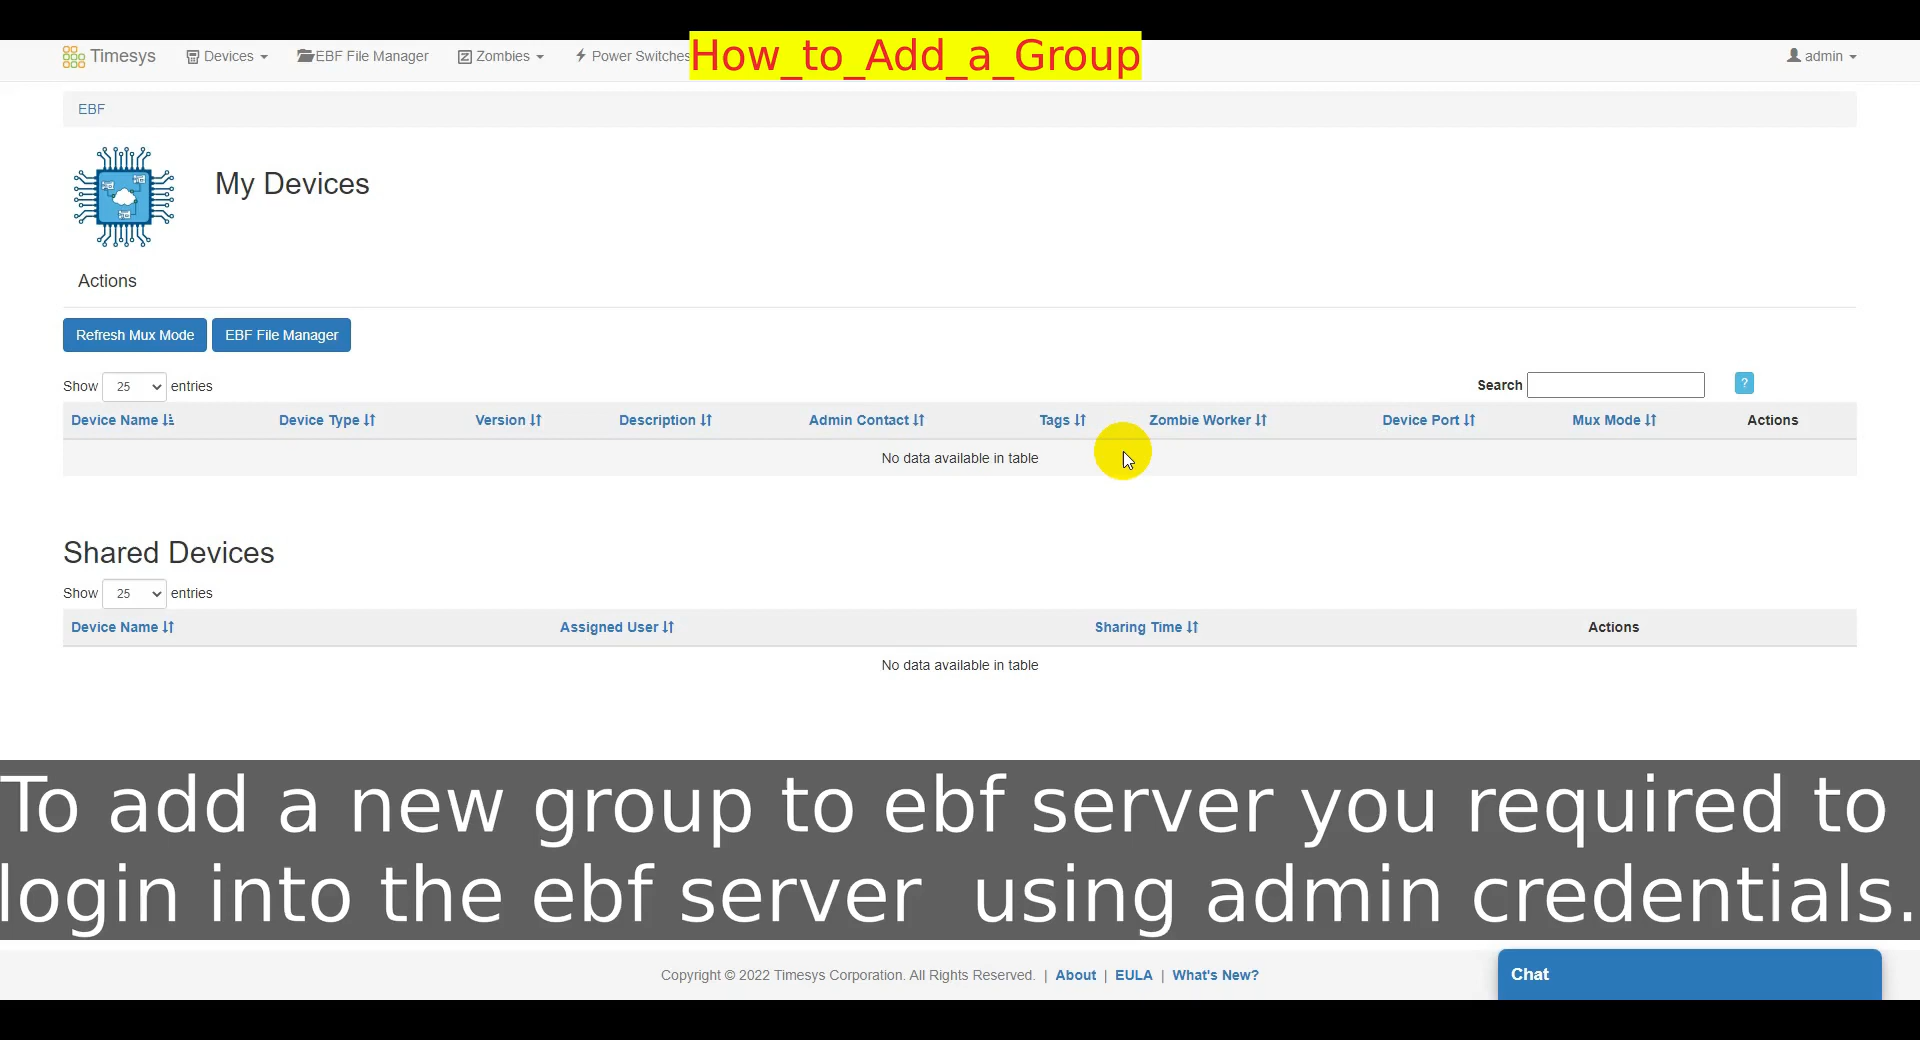 Timesys Devices EBF File Manager Zombies Power Switches How_to_Add_a_Group admin
EBF
My Devices
Actions
Refresh Mux Mode EBF File Manager
Show 25 entries Search ?
Device Name Device Type Version Description Admin Contact Tags Zombie Worker Device Port Mux Mode Actions
No data available in table
Shared Devices
Show 25 entries
Device Name Assigned User Sharing Time Actions
No data available in table
To add a new group to ebf server you required to
login into the ebf server using admin credentials.
Copyright © 2022 Timesys Corporation. All Rights Reserved. | About | EULA | What's New?
Chat